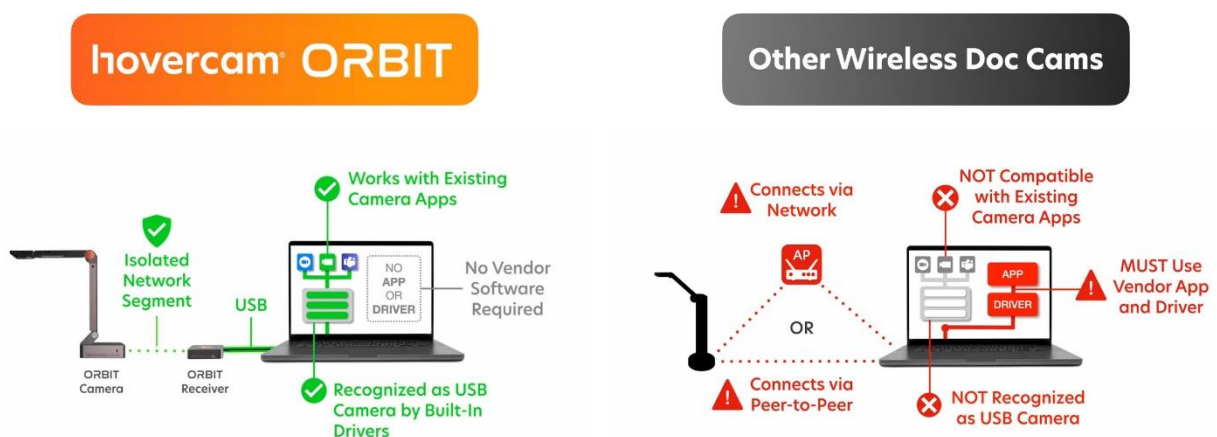 hovercam® ORBIT
Works with Existing
Camera Apps
Isolated
Network
Segment
USB
NO
APP
OR
DRIVER
No Vendor
Software
Required
ORBIT
Camera
ORBIT
Receiver
Recognized as USB
Camera by Built-In
Drivers
Other Wireless Doc Cams
Connects via
Network
NOT Compatible
with Existing
Camera Apps
AP
APP
DRIVER
MUST Use
Vendor App
and Driver
OR
Connects via
Peer-to-Peer
NOT Recognized
as USB Camera